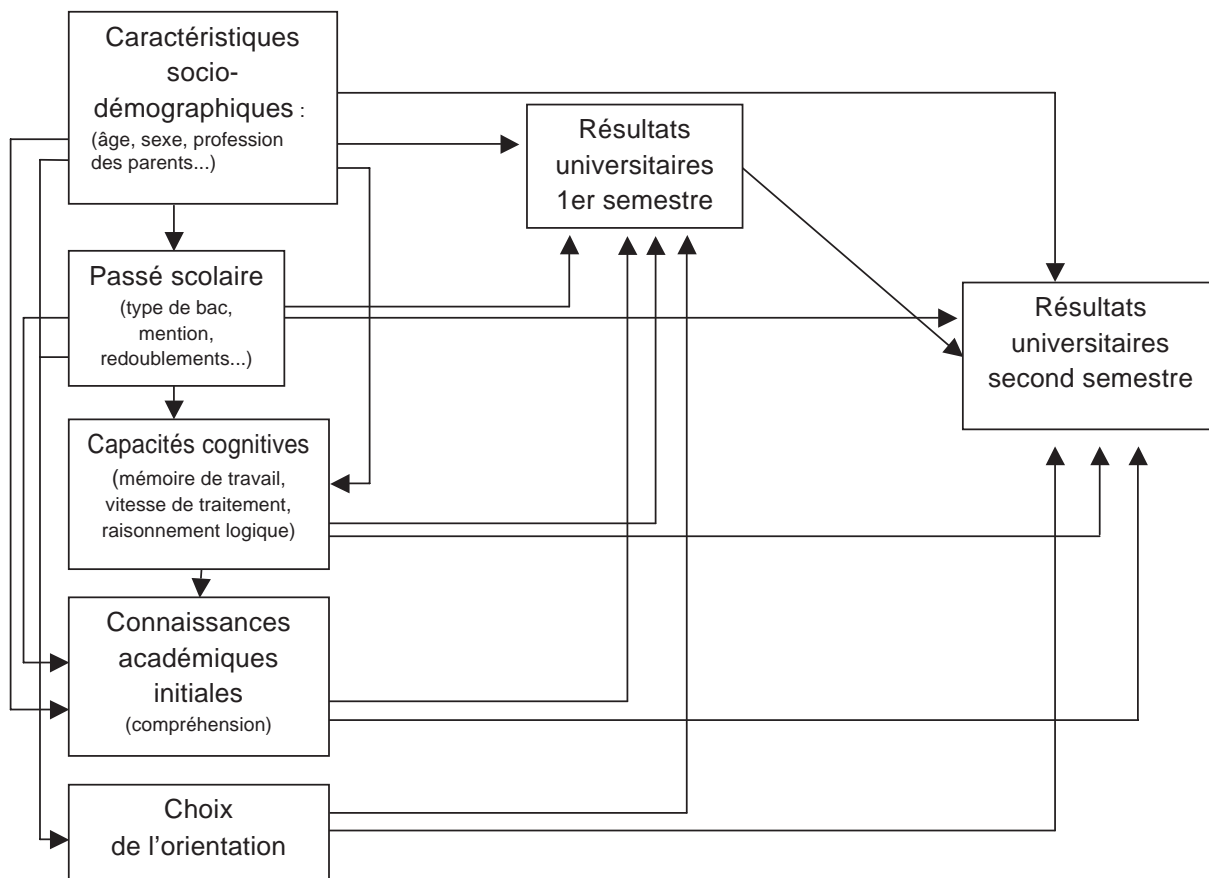 Caractéristiques
socio-
démographiques :
(âge, sexe, profession
des parents...)
Résultats
universitaires
1er semestre
Passé scolaire
(type de bac,
mention,
redoublements...)
Résultats
universitaires
second semestre
Capacités cognitives
(mémoire de travail,
vitesse de traitement,
raisonnement logique)
Connaissances
académiques
initiales
(compréhension)
Choix
de l’orientation